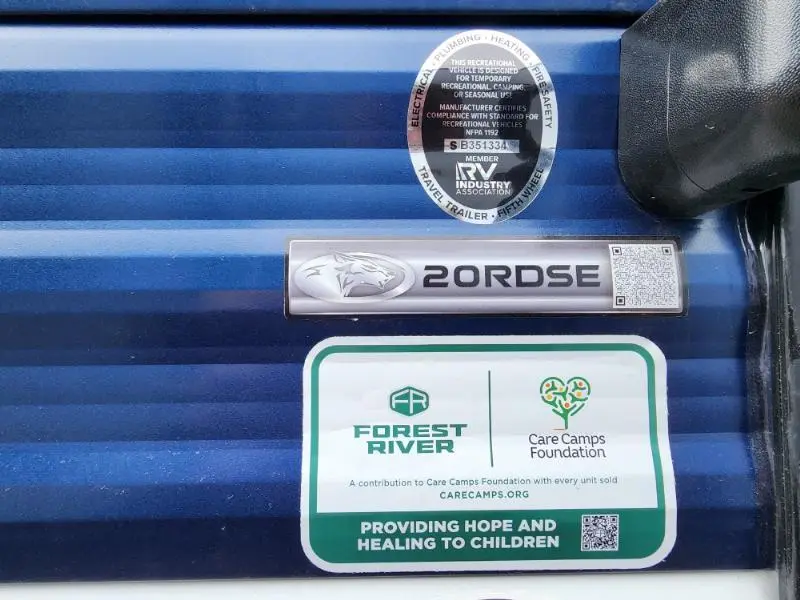 ELECTRICAL • PLUMBING • HEATING • FIRE SAFETY
THIS RECREATIONAL
VEHICLE IS DESIGNED
FOR TEMPORARY
RECREATIONAL, CAMPING,
OR SEASONAL USE
MANUFACTURER CERTIFIES
COMPLIANCE WITH STANDARD FOR
RECREATIONAL VEHICLES
NFPA 1192
S B351334
MEMBER
RV
INDUSTRY
ASSOCIATION
TRAVEL TRAILER • FIFTH WHEEL
20RDSE
FR
FOREST
RIVER
Care Camps
Foundation
A contribution to Care Camps Foundation with every unit sold
CARECAMPS.ORG
PROVIDING HOPE AND
HEALING TO CHILDREN